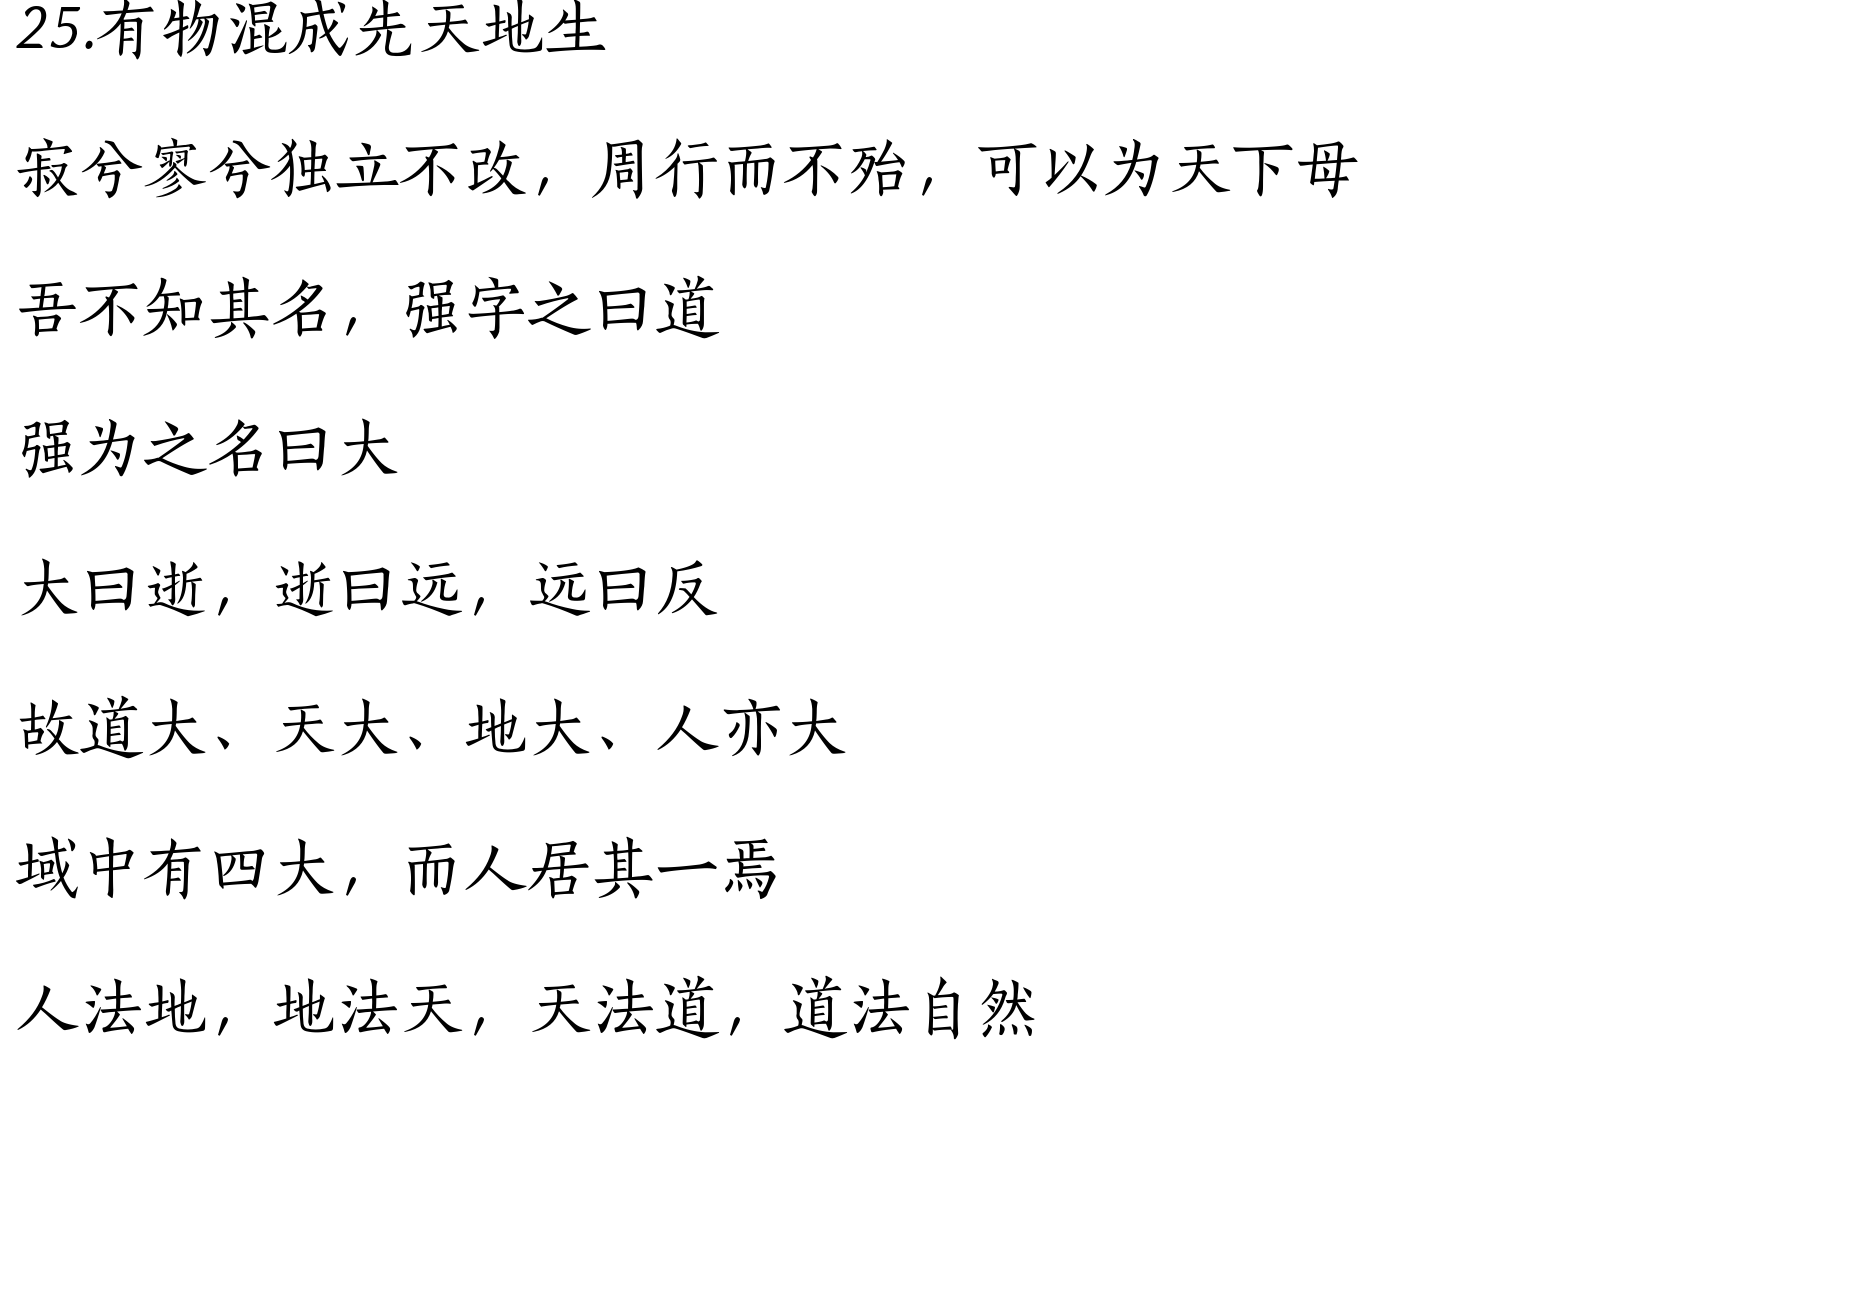 25.有物混成先天地生
寂兮寥兮独立不改，周行而不殆，可以为天下母
吾不知其名，强字之曰道
强为之名曰大
大曰逝，逝曰远，远曰反
故道大、天大、地大、人亦大
域中有四大，而人居其一焉
人法地，地法天，天法道，道法自然